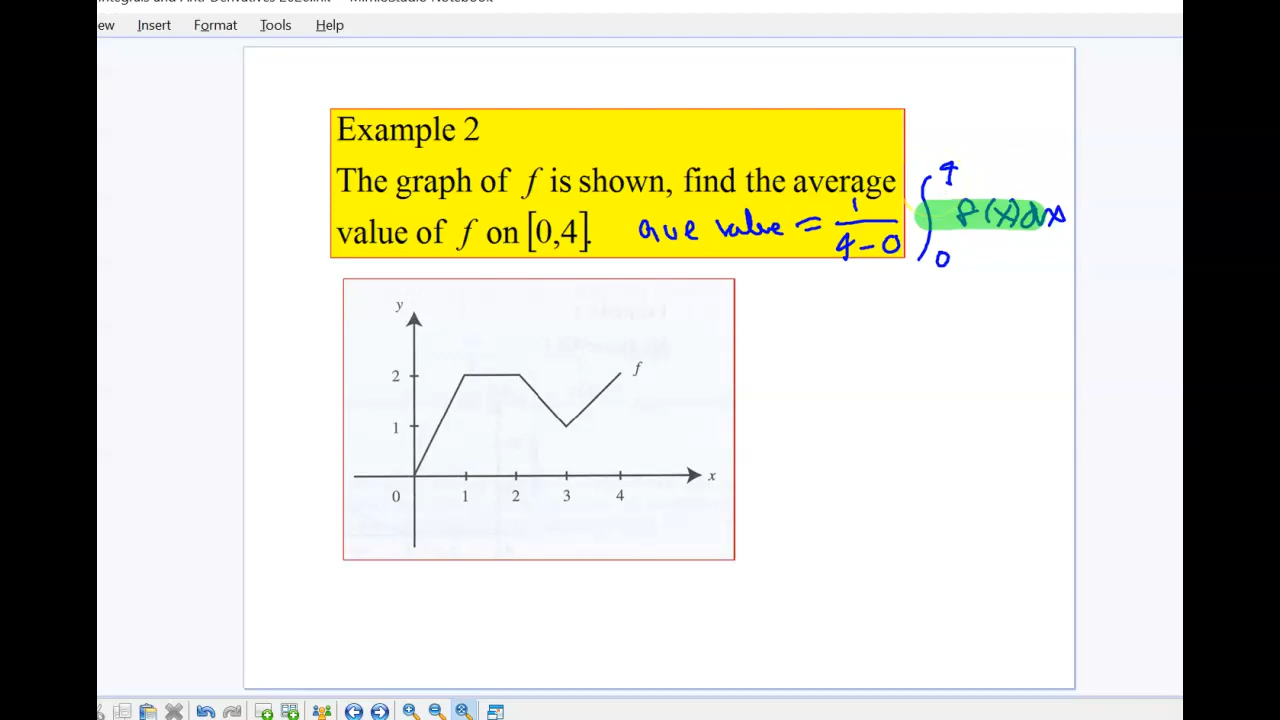 ew Insert Format Tools Help
Example 2
The graph of f is shown, find the average
value of f on [0,4]. ave value = 1/(4-0) ∫₀⁴ f(x)dx
y
f
2
1
0 1 2 3 4 x